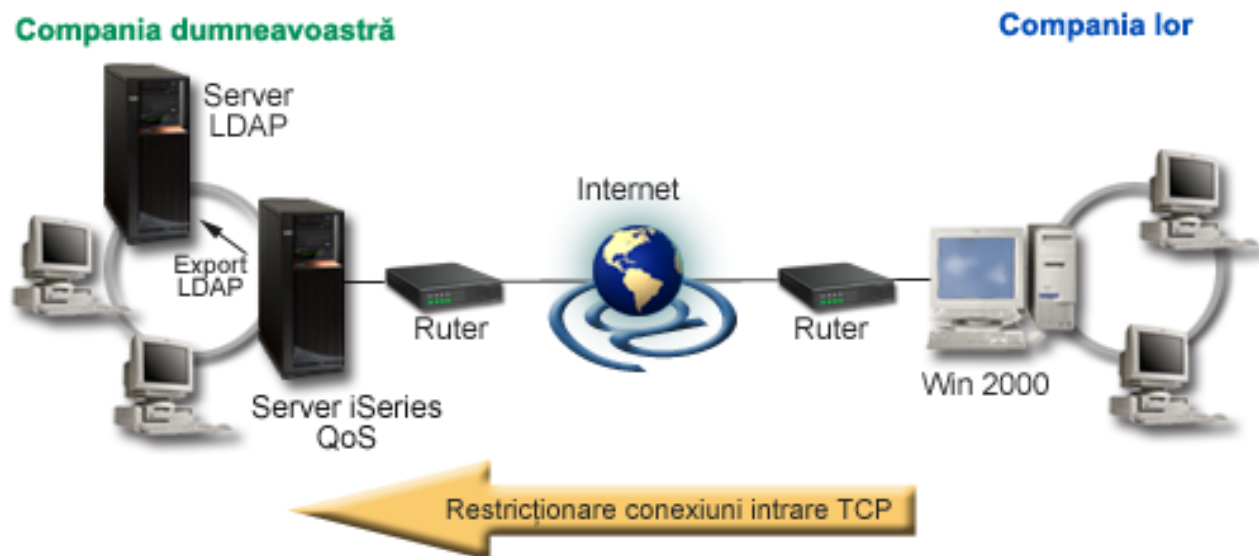 Compania dumneavoastră
Compania lor
Server
LDAP
Internet
Export
LDAP
Ruter
Ruter
Win 2000
Server iSeries
QoS
Restricționare conexiuni intrare TCP